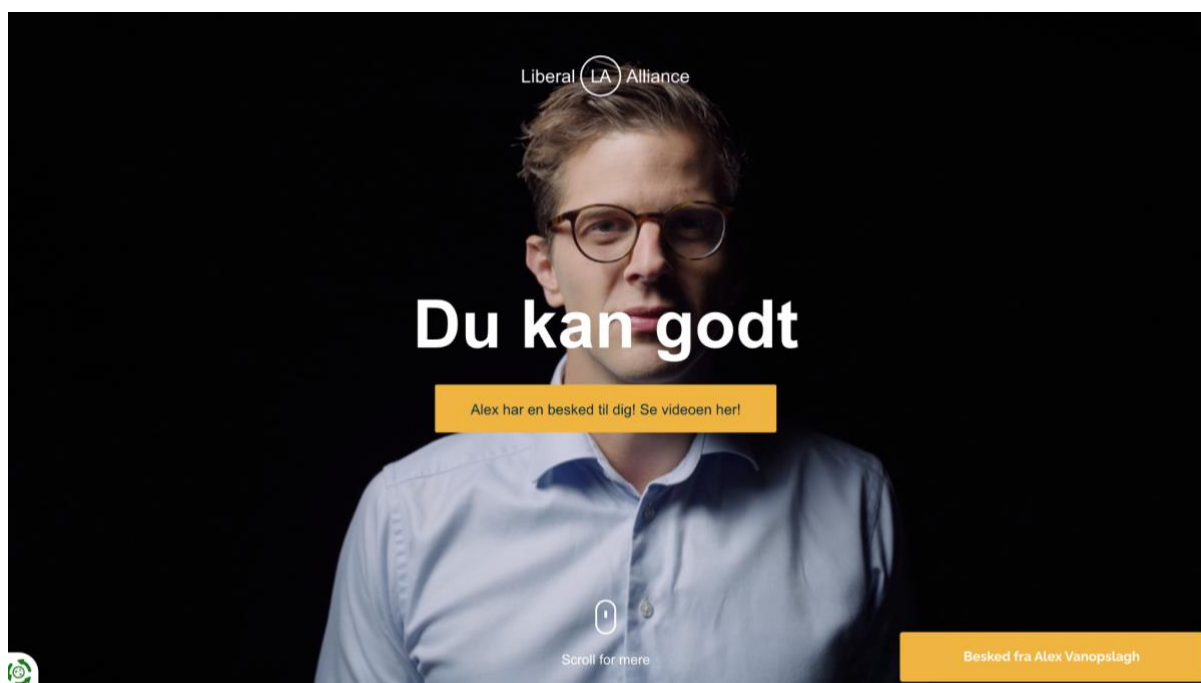 Liberal LA Alliance
Du kan godt
Alex har en besked til dig! Se videoen her!
Scroll for mere
Besked fra Alex Vanopslagh